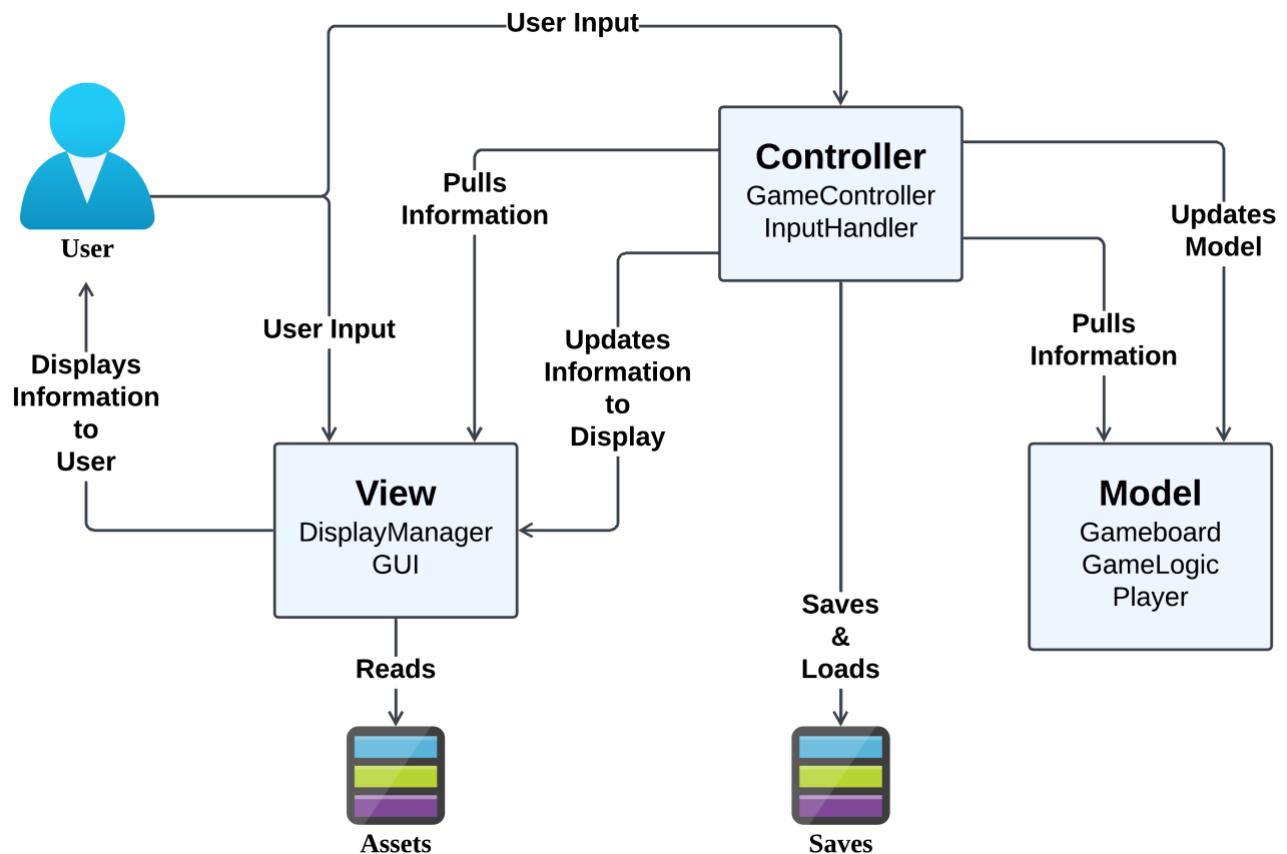 User Input
User
Controller
GameController
InputHandler
Pulls
Information
Updates
Model
User Input
Updates
Information
to
Display
Pulls
Information
Displays
Information
to
User
View
DisplayManager
GUI
Model
Gameboard
GameLogic
Player
Saves
&
Loads
Reads
Assets
Saves